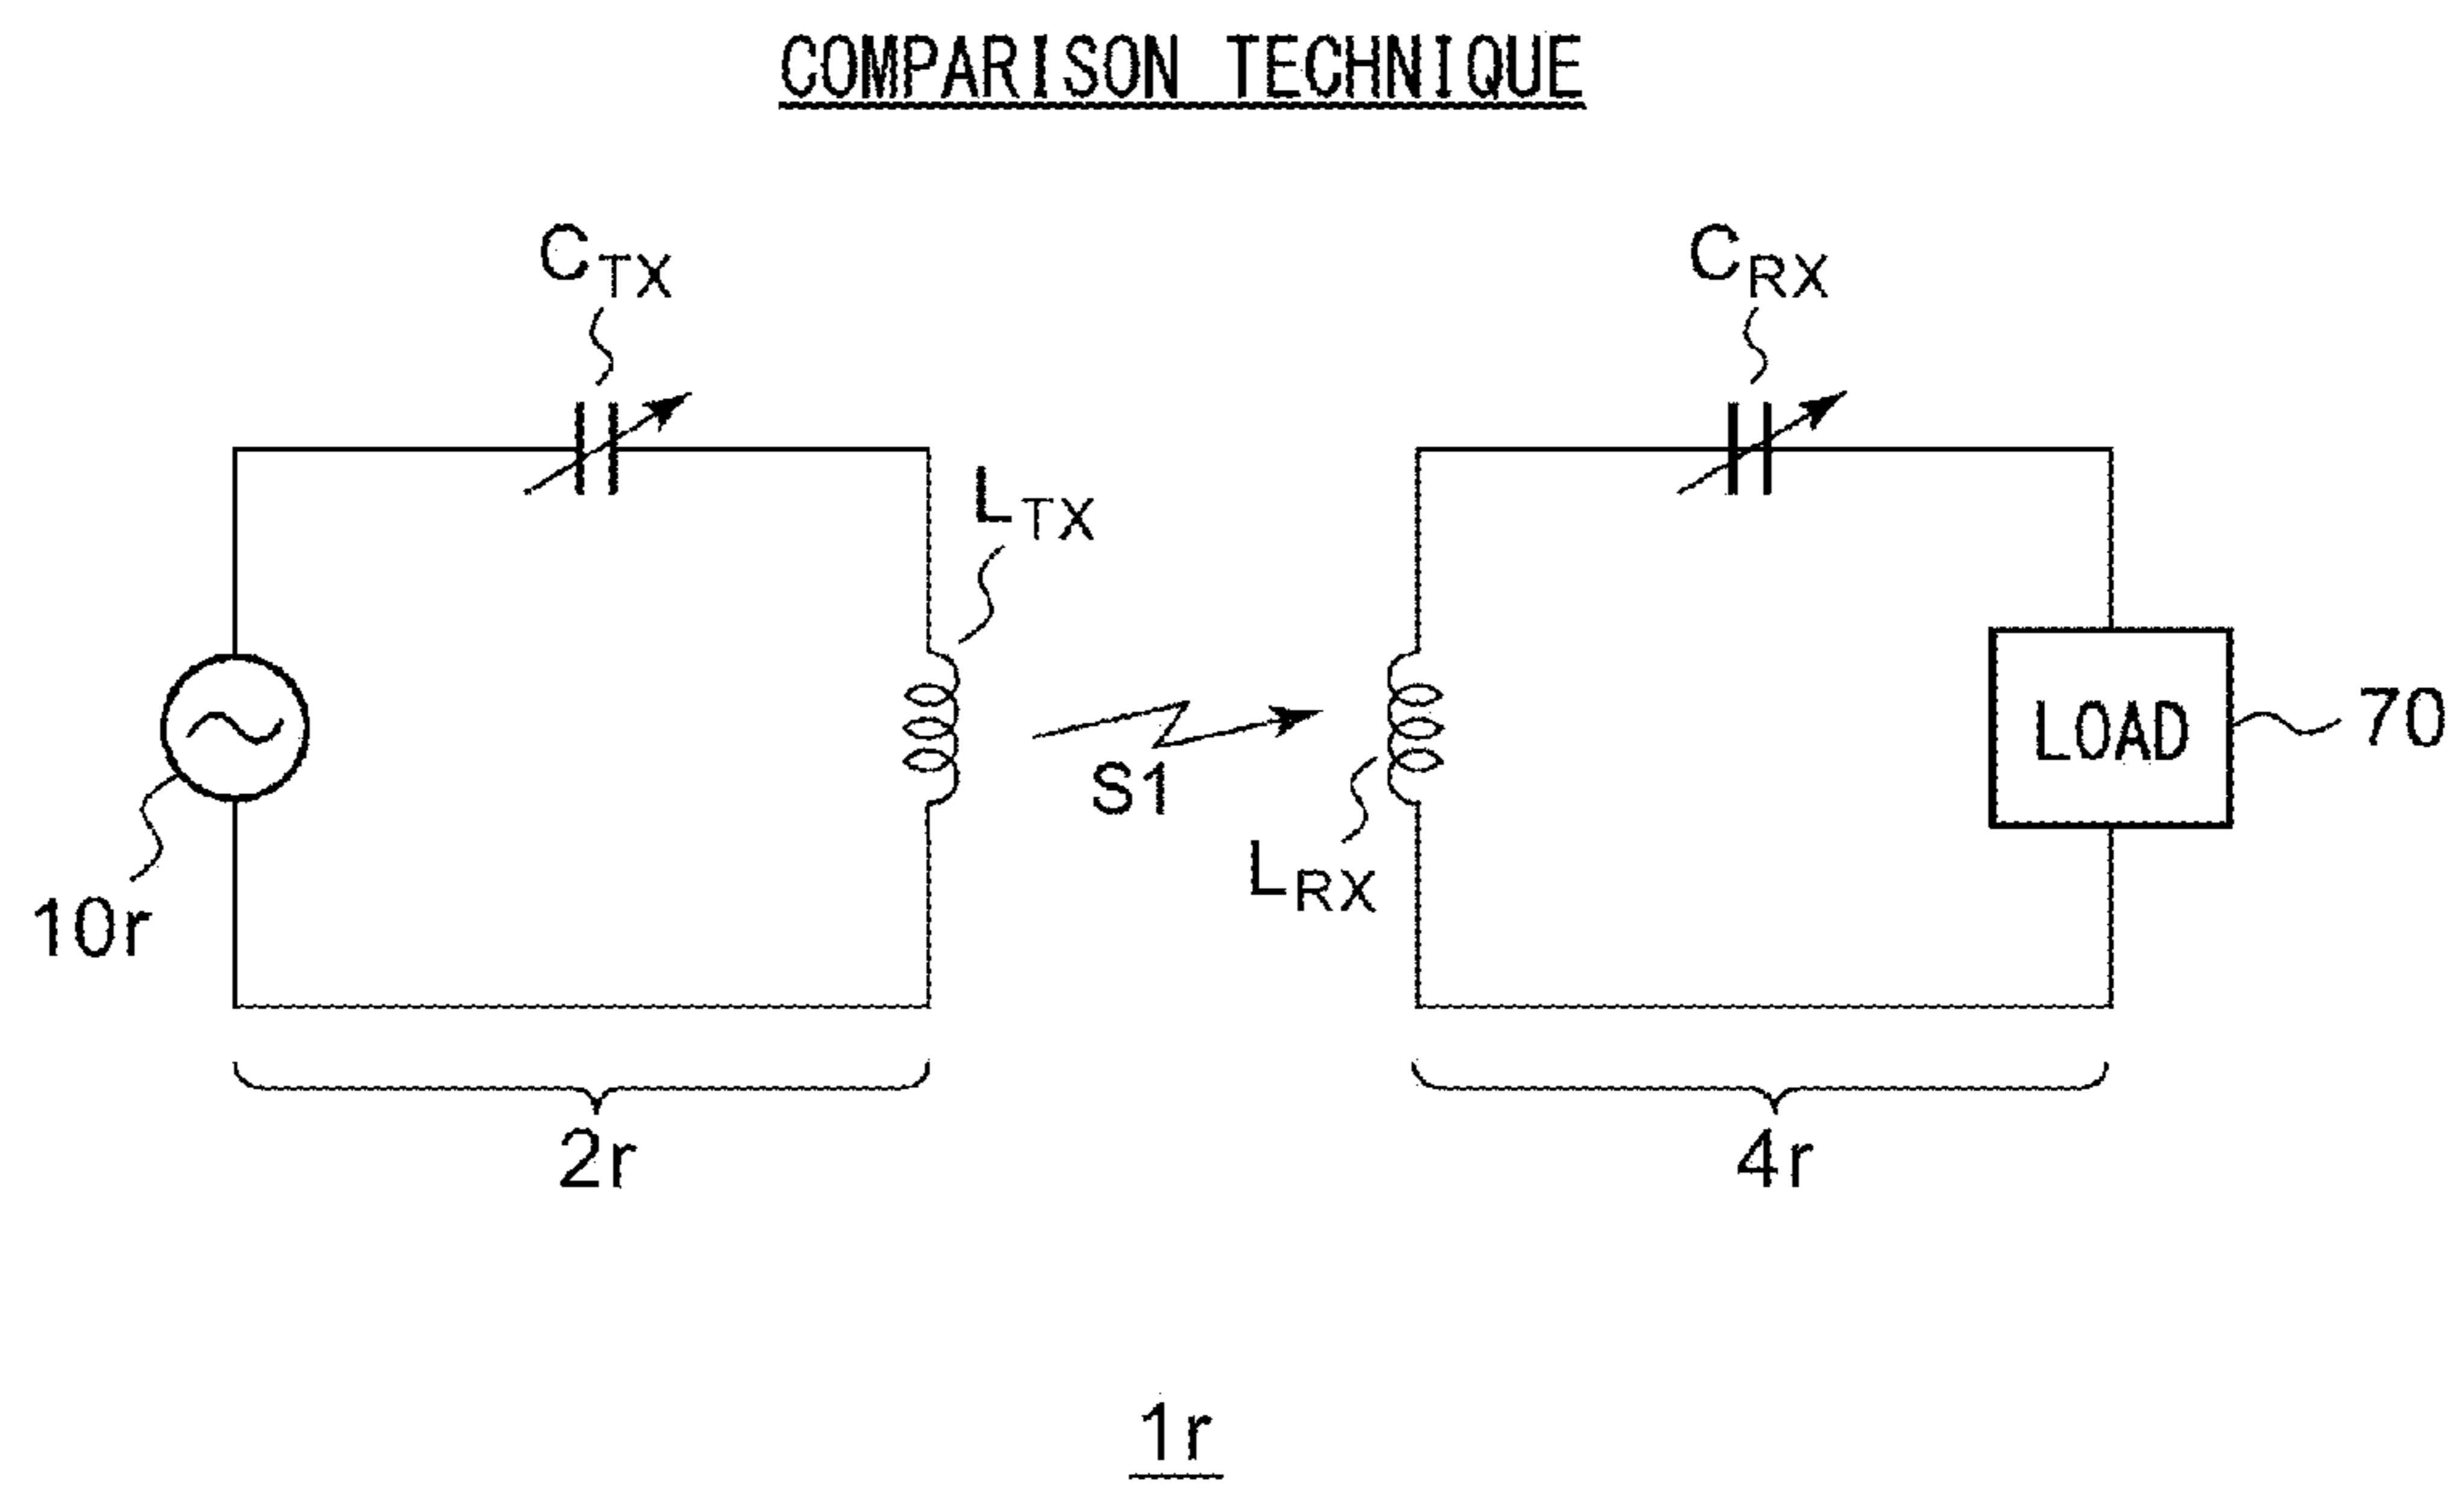 COMPARISON TECHNIQUE
CTX
CRX
LTX
LOAD
70
S1
LRX
10r
2r
4r
1r